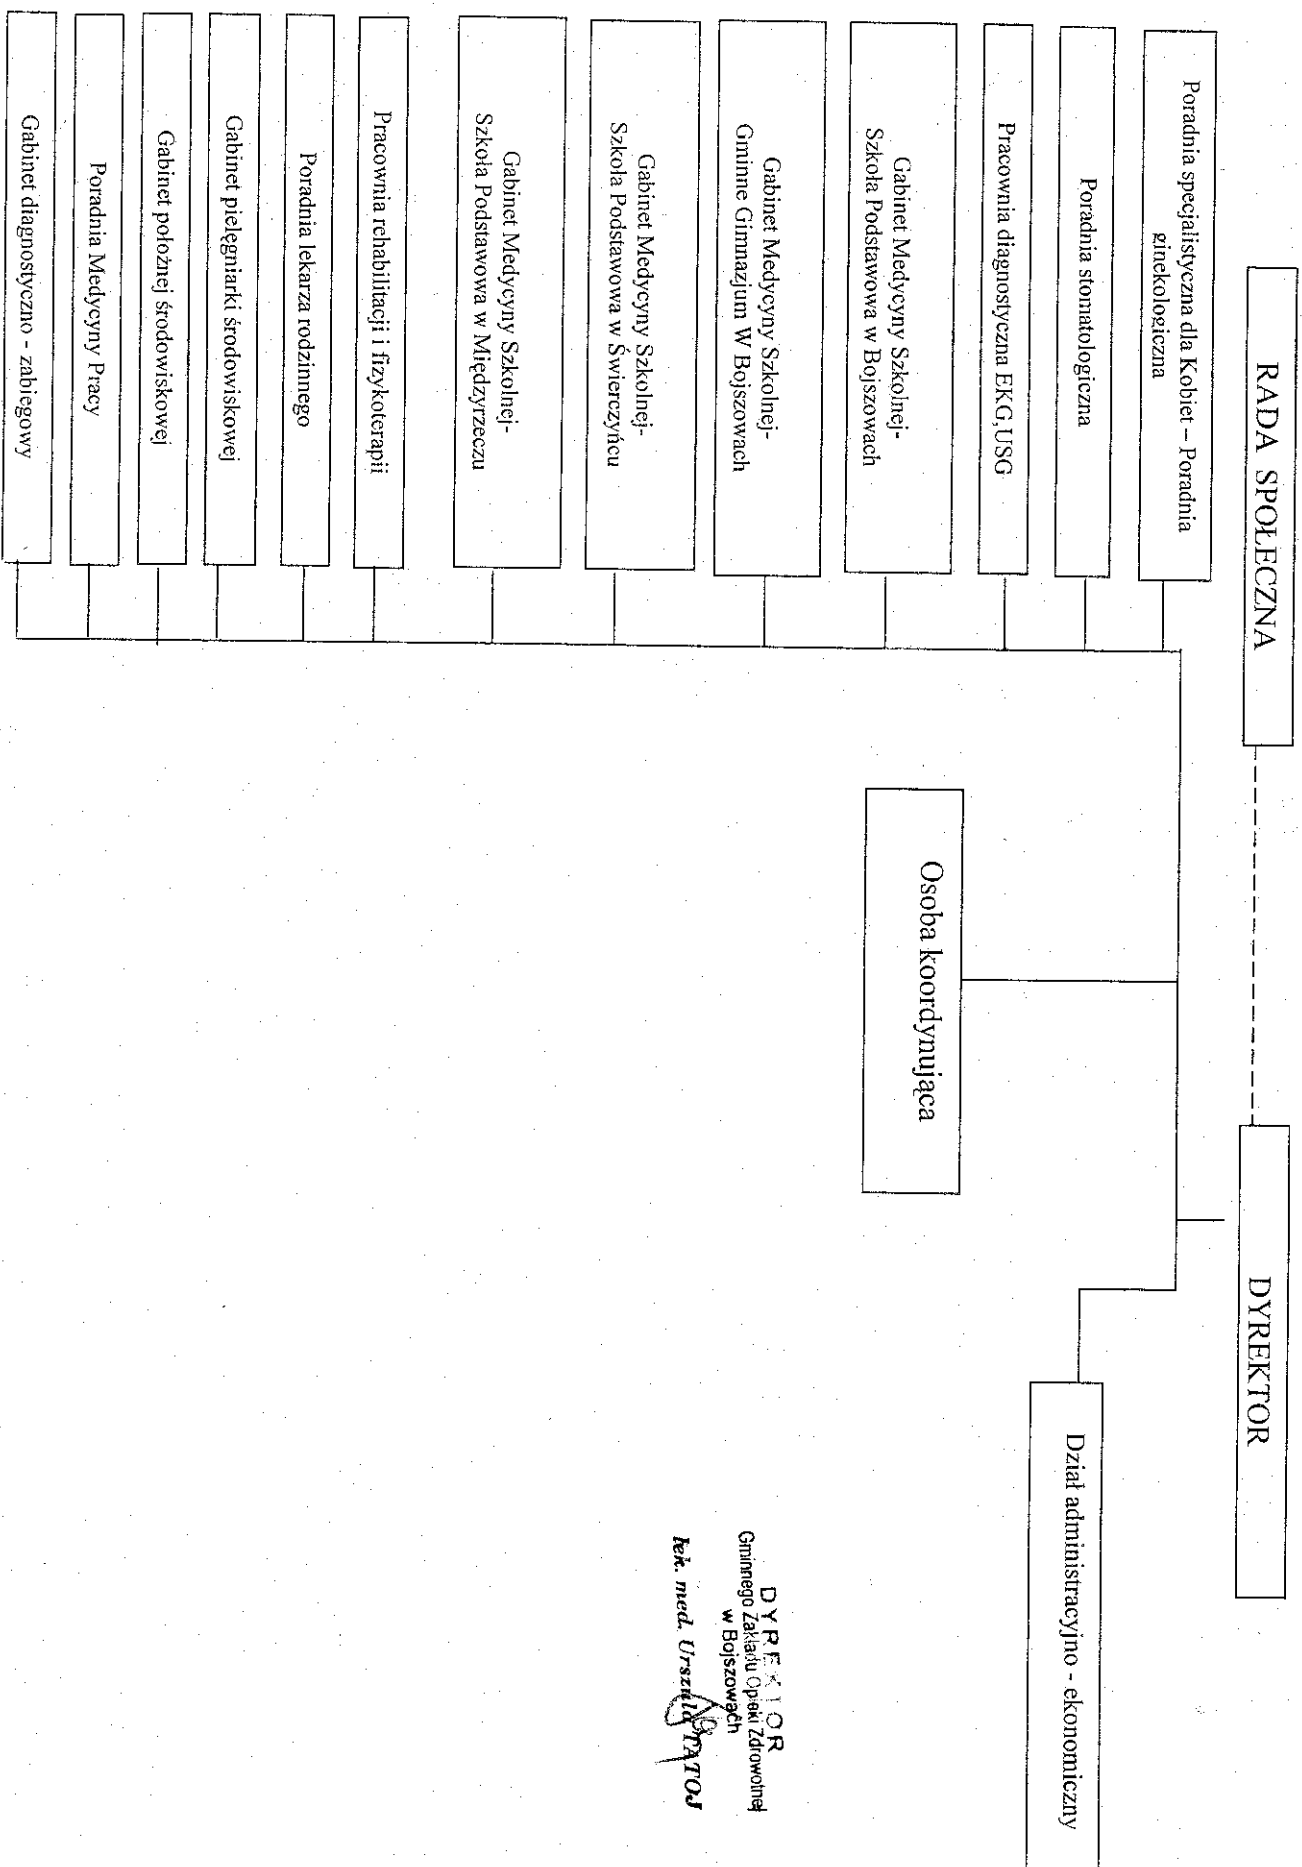 RADA SPOŁECZNA
DYREKTOR
Poradnia specjalistyczna dla Kobiet – Poradnia
ginekologiczna
Poradnia stomatologiczna
Pracownia diagnostyczna EKG,USG
Gabinet Medycyny Szkolnej-
Szkoła Podstawowa w Bojszowach
Gabinet Medycyny Szkolnej-
Gminne Gimnazjum W Bojszowach
Gabinet Medycyny Szkolnej-
Szkoła Podstawowa w Świerczyńcu
Gabinet Medycyny Szkolnej-
Szkoła Podstawowa w Międzyrzeczu
Pracownia rehabilitacji i fizykoterapii
Poradnia lekarza rodzinnego
Gabinet pielęgniarki środowiskowej
Gabinet położnej środowiskowej
Poradnia Medycyny Pracy
Gabinet diagnostyczno - zabiegowy
Osoba koordynująca
Dział administracyjno - ekonomiczny
DYREKTOR
Gminnego Zakładu Opieki Zdrowotnej
w Bojszowach
lek. med. Urszula TATOJ